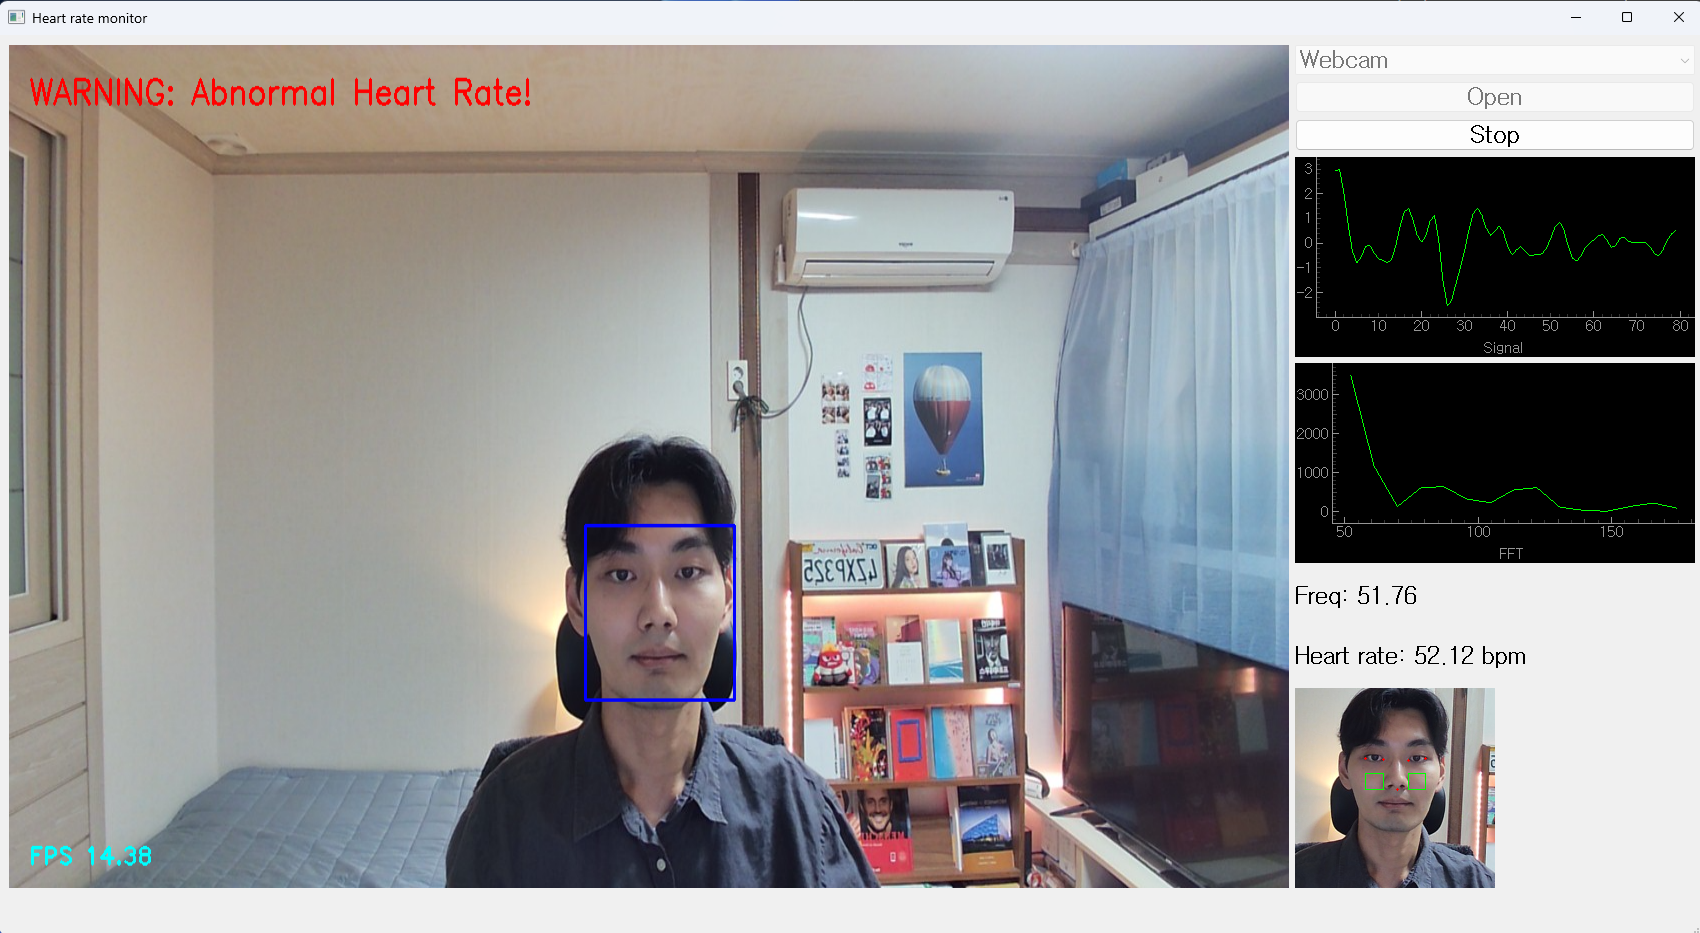 Heart rate monitor
WARNING: Abnormal Heart Rate!
FPS 14.38
Webcam
Open
Stop
3
2
1
0
-1
-2
0 10 20 30 40 50 60 70 80
Signal
3000
2000
1000
0
50 100 150
FFT
Freq: 51.76
Heart rate: 52.12 bpm
California
4ZXP325